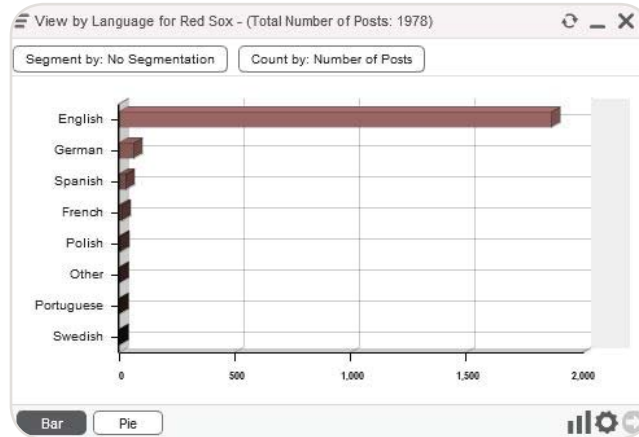 View by Language for Red Sox - (Total Number of Posts: 1978)
Segment by: No Segmentation Count by: Number of Posts
English
German
Spanish
French
Polish
Other
Portuguese
Swedish
0 500 1,000 1,500 2,000
Bar Pie